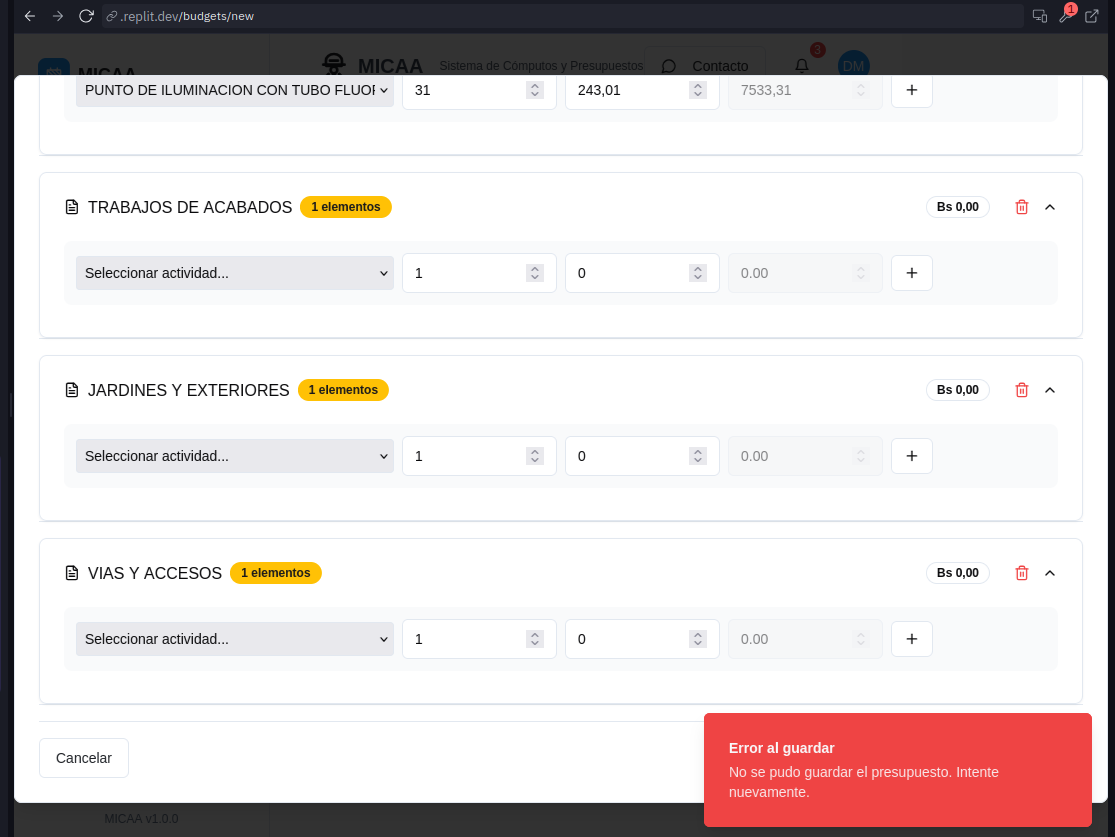 .replit.dev/budgets/new
1
MICAA
MICAA
Sistema de Cómputos y Presupuestos
Contacto
3
DM
PUNTO DE ILUMINACION CON TUBO FLUOR
31
243,01
7533,31
+
TRABAJOS DE ACABADOS
1 elementos
Bs 0,00
Seleccionar actividad...
1
0
0.00
+
JARDINES Y EXTERIORES
1 elementos
Bs 0,00
Seleccionar actividad...
1
0
0.00
+
VIAS Y ACCESOS
1 elementos
Bs 0,00
Seleccionar actividad...
1
0
0.00
+
Cancelar
Error al guardar
No se pudo guardar el presupuesto. Intente
nuevamente.
MICAA v1.0.0